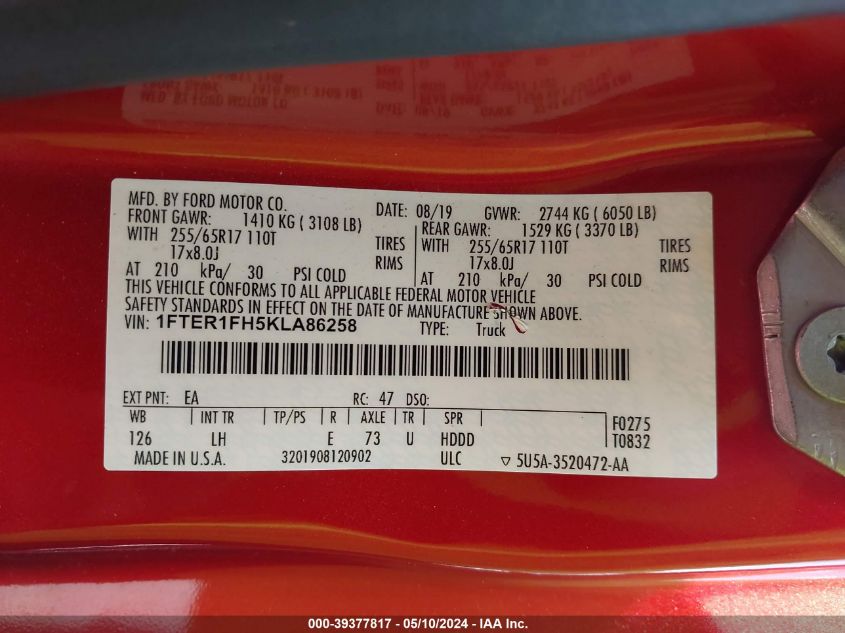 MFD. BY FORD MOTOR CO.
DATE: 08/19 GVWR: 2744 KG ( 6050 LB)
FRONT GAWR: 1410 KG ( 3108 LB)
REAR GAWR: 1529 KG ( 3370 LB)
WITH 255/65R17 110T TIRES
WITH 255/65R17 110T TIRES
17x8.0J RIMS
17x8.0J RIMS
AT 210 kPa/ 30 PSI COLD
AT 210 kPa/ 30 PSI COLD
THIS VEHICLE CONFORMS TO ALL APPLICABLE FEDERAL MOTOR VEHICLE
SAFETY STANDARDS IN EFFECT ON THE DATE OF MANUFACTURE SHOWN ABOVE.
VIN: 1FTER1FH5KLA86258 TYPE: Truck
EXT PNT: EA RC: 47 DSO:
WB INT TR TP/PS R AXLE TR SPR
126 LH E 73 U HDDD
F0275
T0832
MADE IN U.S.A. 3201908120902 ULC ▽ 5U5A-3520472-AA
000-39377817 - 05/10/2024 - IAA Inc.